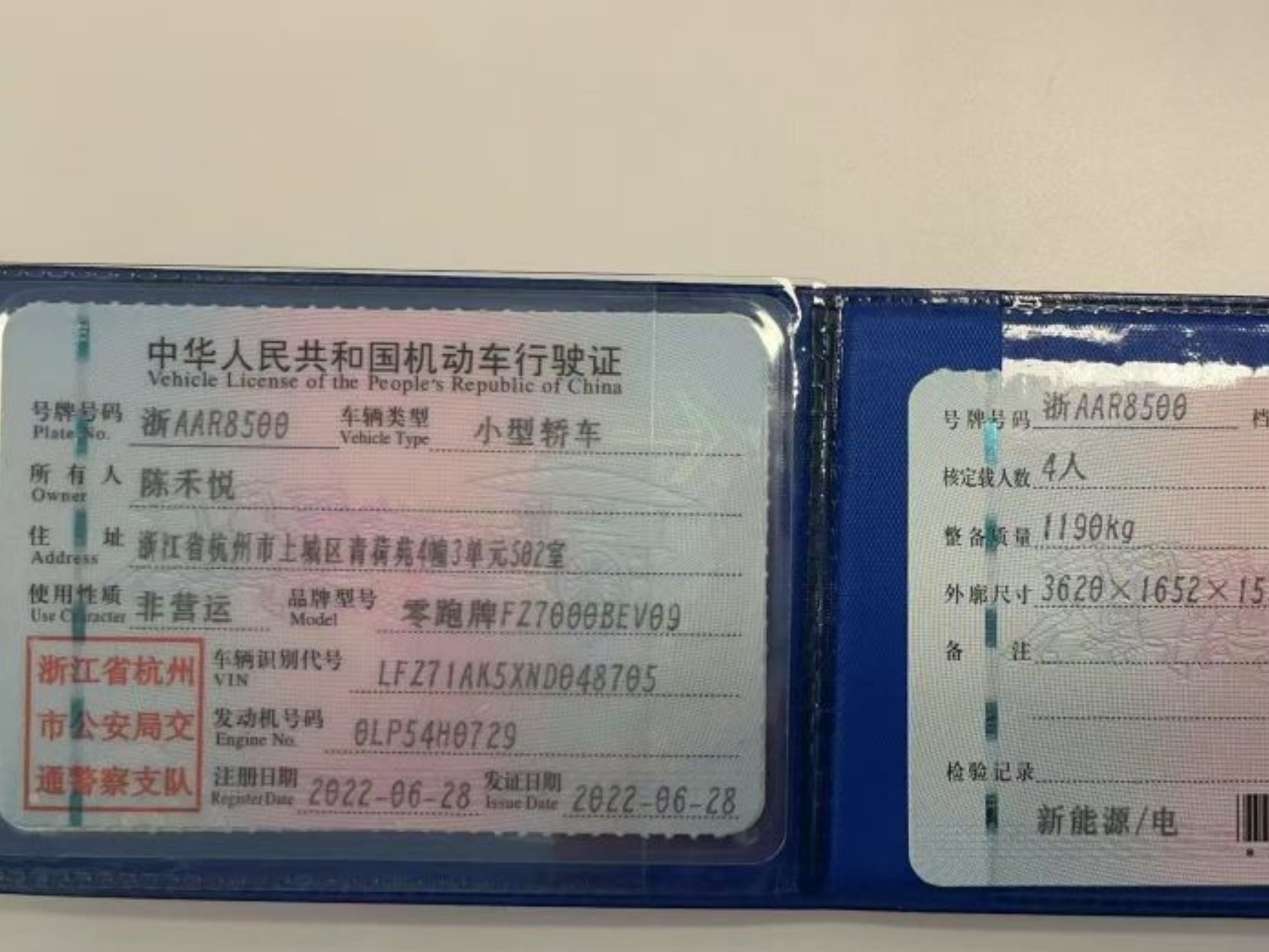 中华人民共和国机动车行驶证
Vehicle License of the People's Republic of China
号牌号码 浙AAR8500 车辆类型 小型轿车
Plate No. Vehicle Type
所有人 陈禾悦
Owner
住址 浙江省杭州市上城区青荷苑4幢3单元502室
Address
使用性质 非营运 品牌型号 零跑牌FZ7000BEV09
Use Character Model
浙江省杭州
市公安局交
通警察支队
车辆识别代号 LFZ71AK5XND048705
VIN
发动机号码 0LP54H0729
Engine No.
注册日期 2022-06-28 发证日期 2022-06-28
Register Date Issue Date
号牌号码 浙AAR8500 档
核定载人数 4人
整备质量 1190kg
外廓尺寸 3620×1652×15
备注
检验记录
新能源/电